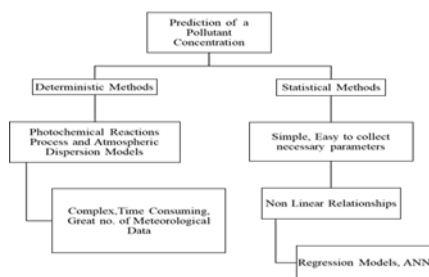 Prediction of a
Pollutant
Concentration
Deterministic Methods
Statistical Methods
Photochemical Reactions
Process and Atmospheric
Dispersion Models
Simple, Easy to collect
necessary parameters
Complex,Time Consuming,
Great no. of Meteorological
Data
Non Linear Relationships
Regression Models, ANN